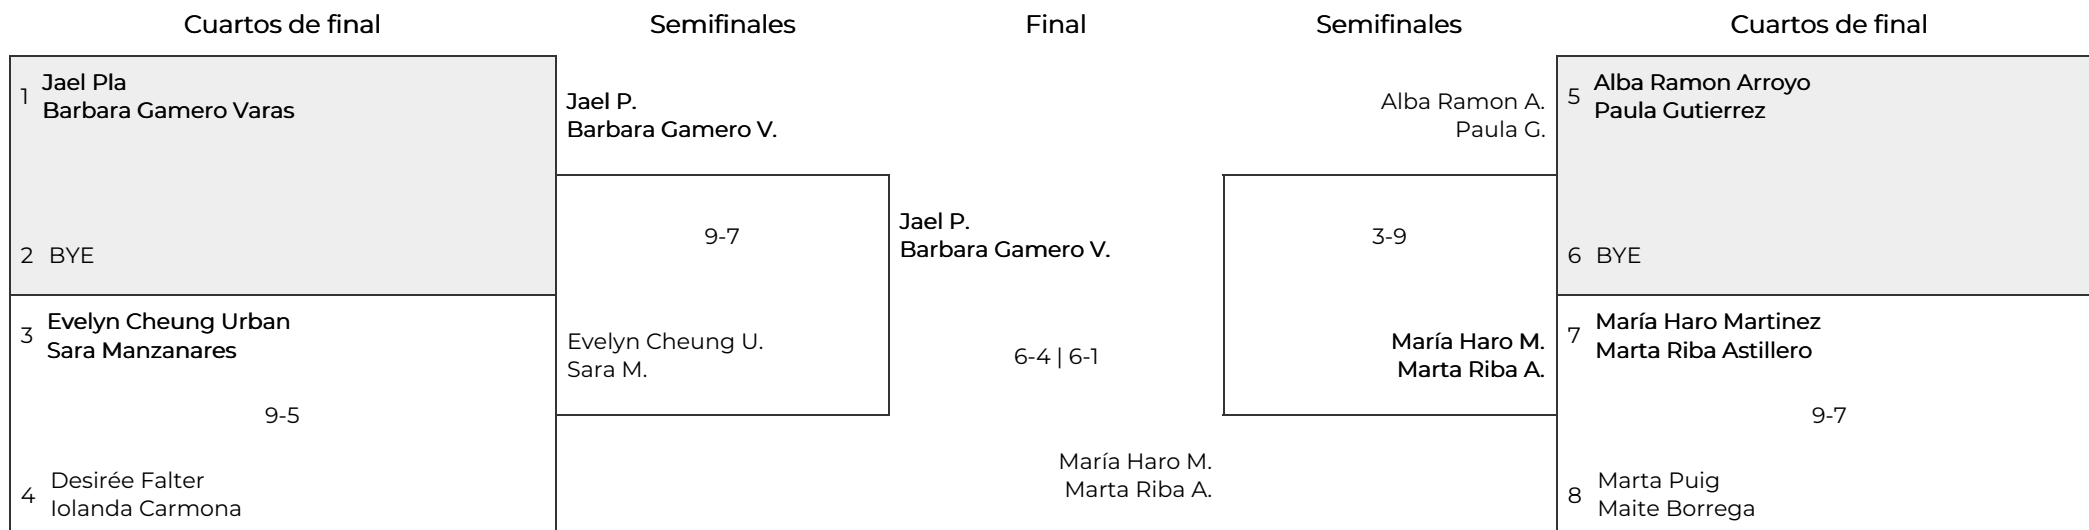 Cuartos de final
Semifinales
Final
Semifinales
Cuartos de final
1
Jael Pla
Barbara Gamero Varas
2 BYE
3
Evelyn Cheung Urban
Sara Manzanares
9-5
4
Desirée Falter
Iolanda Carmona
Jael P.
Barbara Gamero V.
9-7
Evelyn Cheung U.
Sara M.
Jael P.
Barbara Gamero V.
6-4 | 6-1
María Haro M.
Marta Riba A.
Alba Ramon A.
Paula G.
3-9
María Haro M.
Marta Riba A.
5
Alba Ramon Arroyo
Paula Gutierrez
6 BYE
7
María Haro Martinez
Marta Riba Astillero
9-7
8
Marta Puig
Maite Borrega